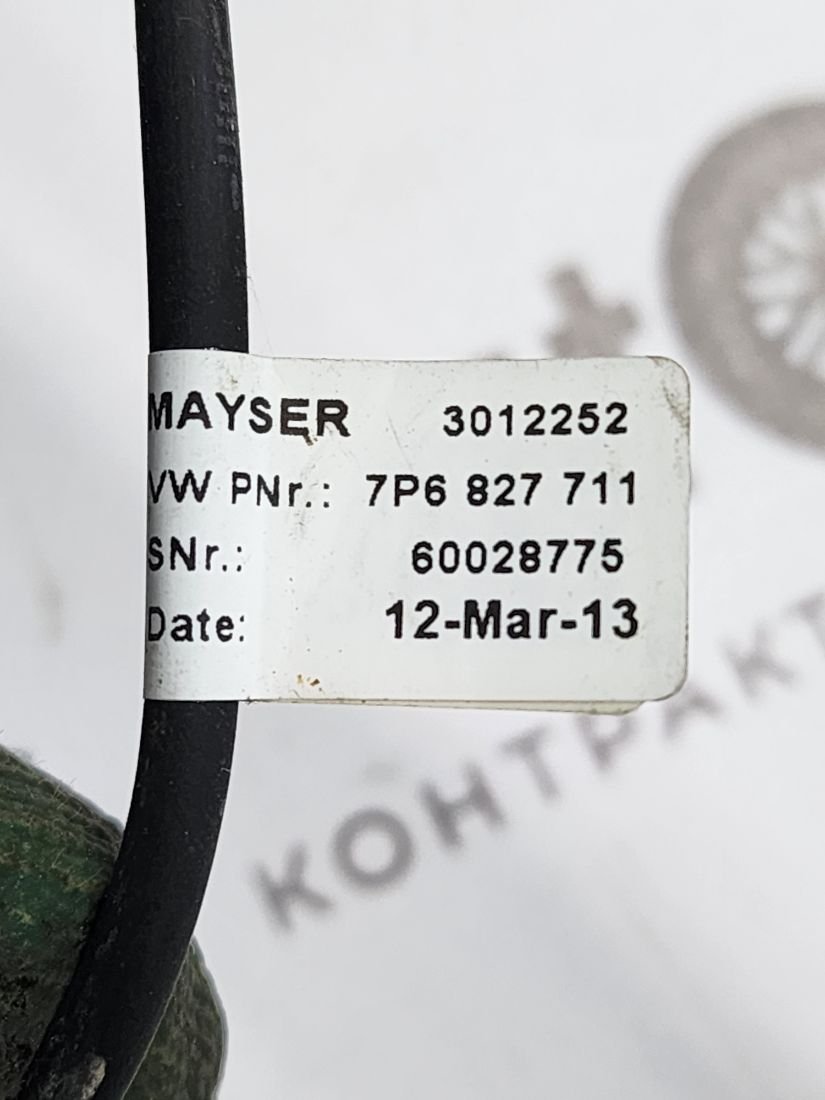 MAYSER 3012252
VW PNr.: 7P6 827 711
SNr.: 60028775
Date: 12-Mar-13
КОНТРАКТ